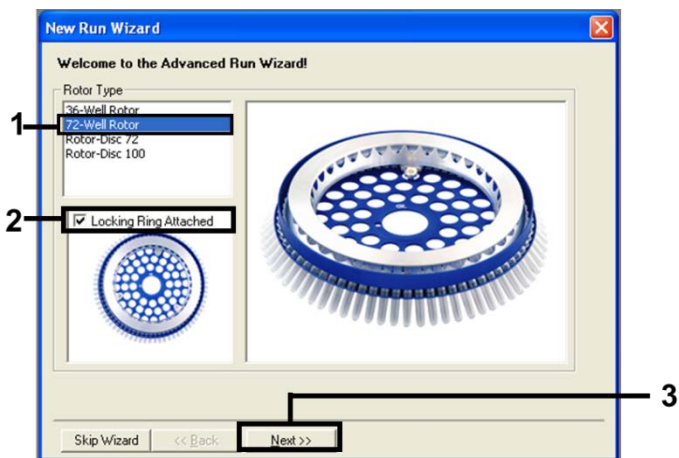 New Run Wizard
Welcome to the Advanced Run Wizard!
Rotor Type
36-Well Rotor
1
72-Well Rotor
Rotor-Disc 72
Rotor-Disc 100
2
Locking Ring Attached
3
Skip Wizard
<< Back
Next >>